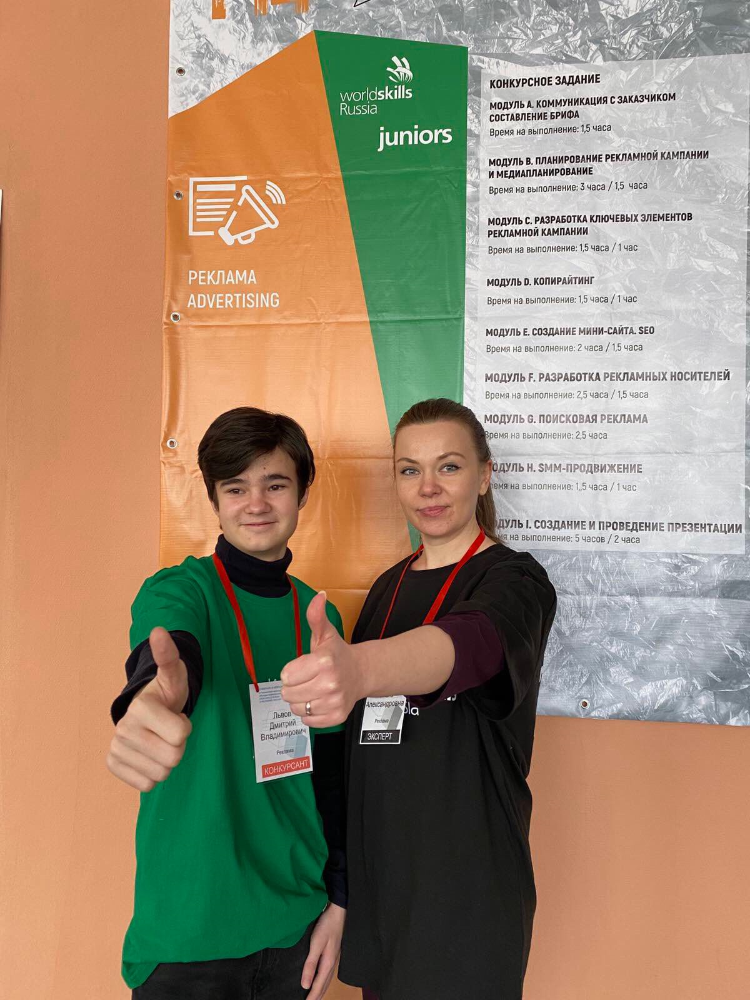 worldskills
Russia
juniors
РЕКЛАМА
ADVERTISING
КОНКУРСНОЕ ЗАДАНИЕ
МОДУЛЬ A. КОММУНИКАЦИЯ С ЗАКАЗЧИКОМ
СОСТАВЛЕНИЕ БРИФА
Время на выполнение: 1,5 часа
МОДУЛЬ B. ПЛАНИРОВАНИЕ РЕКЛАМНОЙ КАМПАНИИ
И МЕДИАПЛАНИРОВАНИЕ
Время на выполнение: 3 часа / 1,5 часа
МОДУЛЬ C. РАЗРАБОТКА КЛЮЧЕВЫХ ЭЛЕМЕНТОВ
РЕКЛАМНОЙ КАМПАНИИ
Время на выполнение: 1,5 часа / 1 час
МОДУЛЬ D. КОПИРАЙТИНГ
Время на выполнение: 1,5 часа / 1 час
МОДУЛЬ E. СОЗДАНИЕ МИНИ-САЙТА. SEO
Время на выполнение: 2 часа / 1,5 часа
МОДУЛЬ F. РАЗРАБОТКА РЕКЛАМНЫХ НОСИТЕЛЕЙ
Время на выполнение: 2,5 часа / 1,5 часа
МОДУЛЬ G. ПОИСКОВАЯ РЕКЛАМА
Время на выполнение: 2,5 часа
ОДУЛЬ H. SMM-ПРОДВИЖЕНИЕ
емя на выполнение: 1,,5 часа / 1 час
ДУЛЬ I. СОЗДАНИЕ И ПРОВЕДЕНИЕ ПРЕЗЕНТАЦИИ
мя на выполнение: 5 часов / 2 часа
Львов
Дмитрий
Владимирович
Реклама
КОНКУРСАНТ
Александровна
Реклама
ЭКСПЕРТ